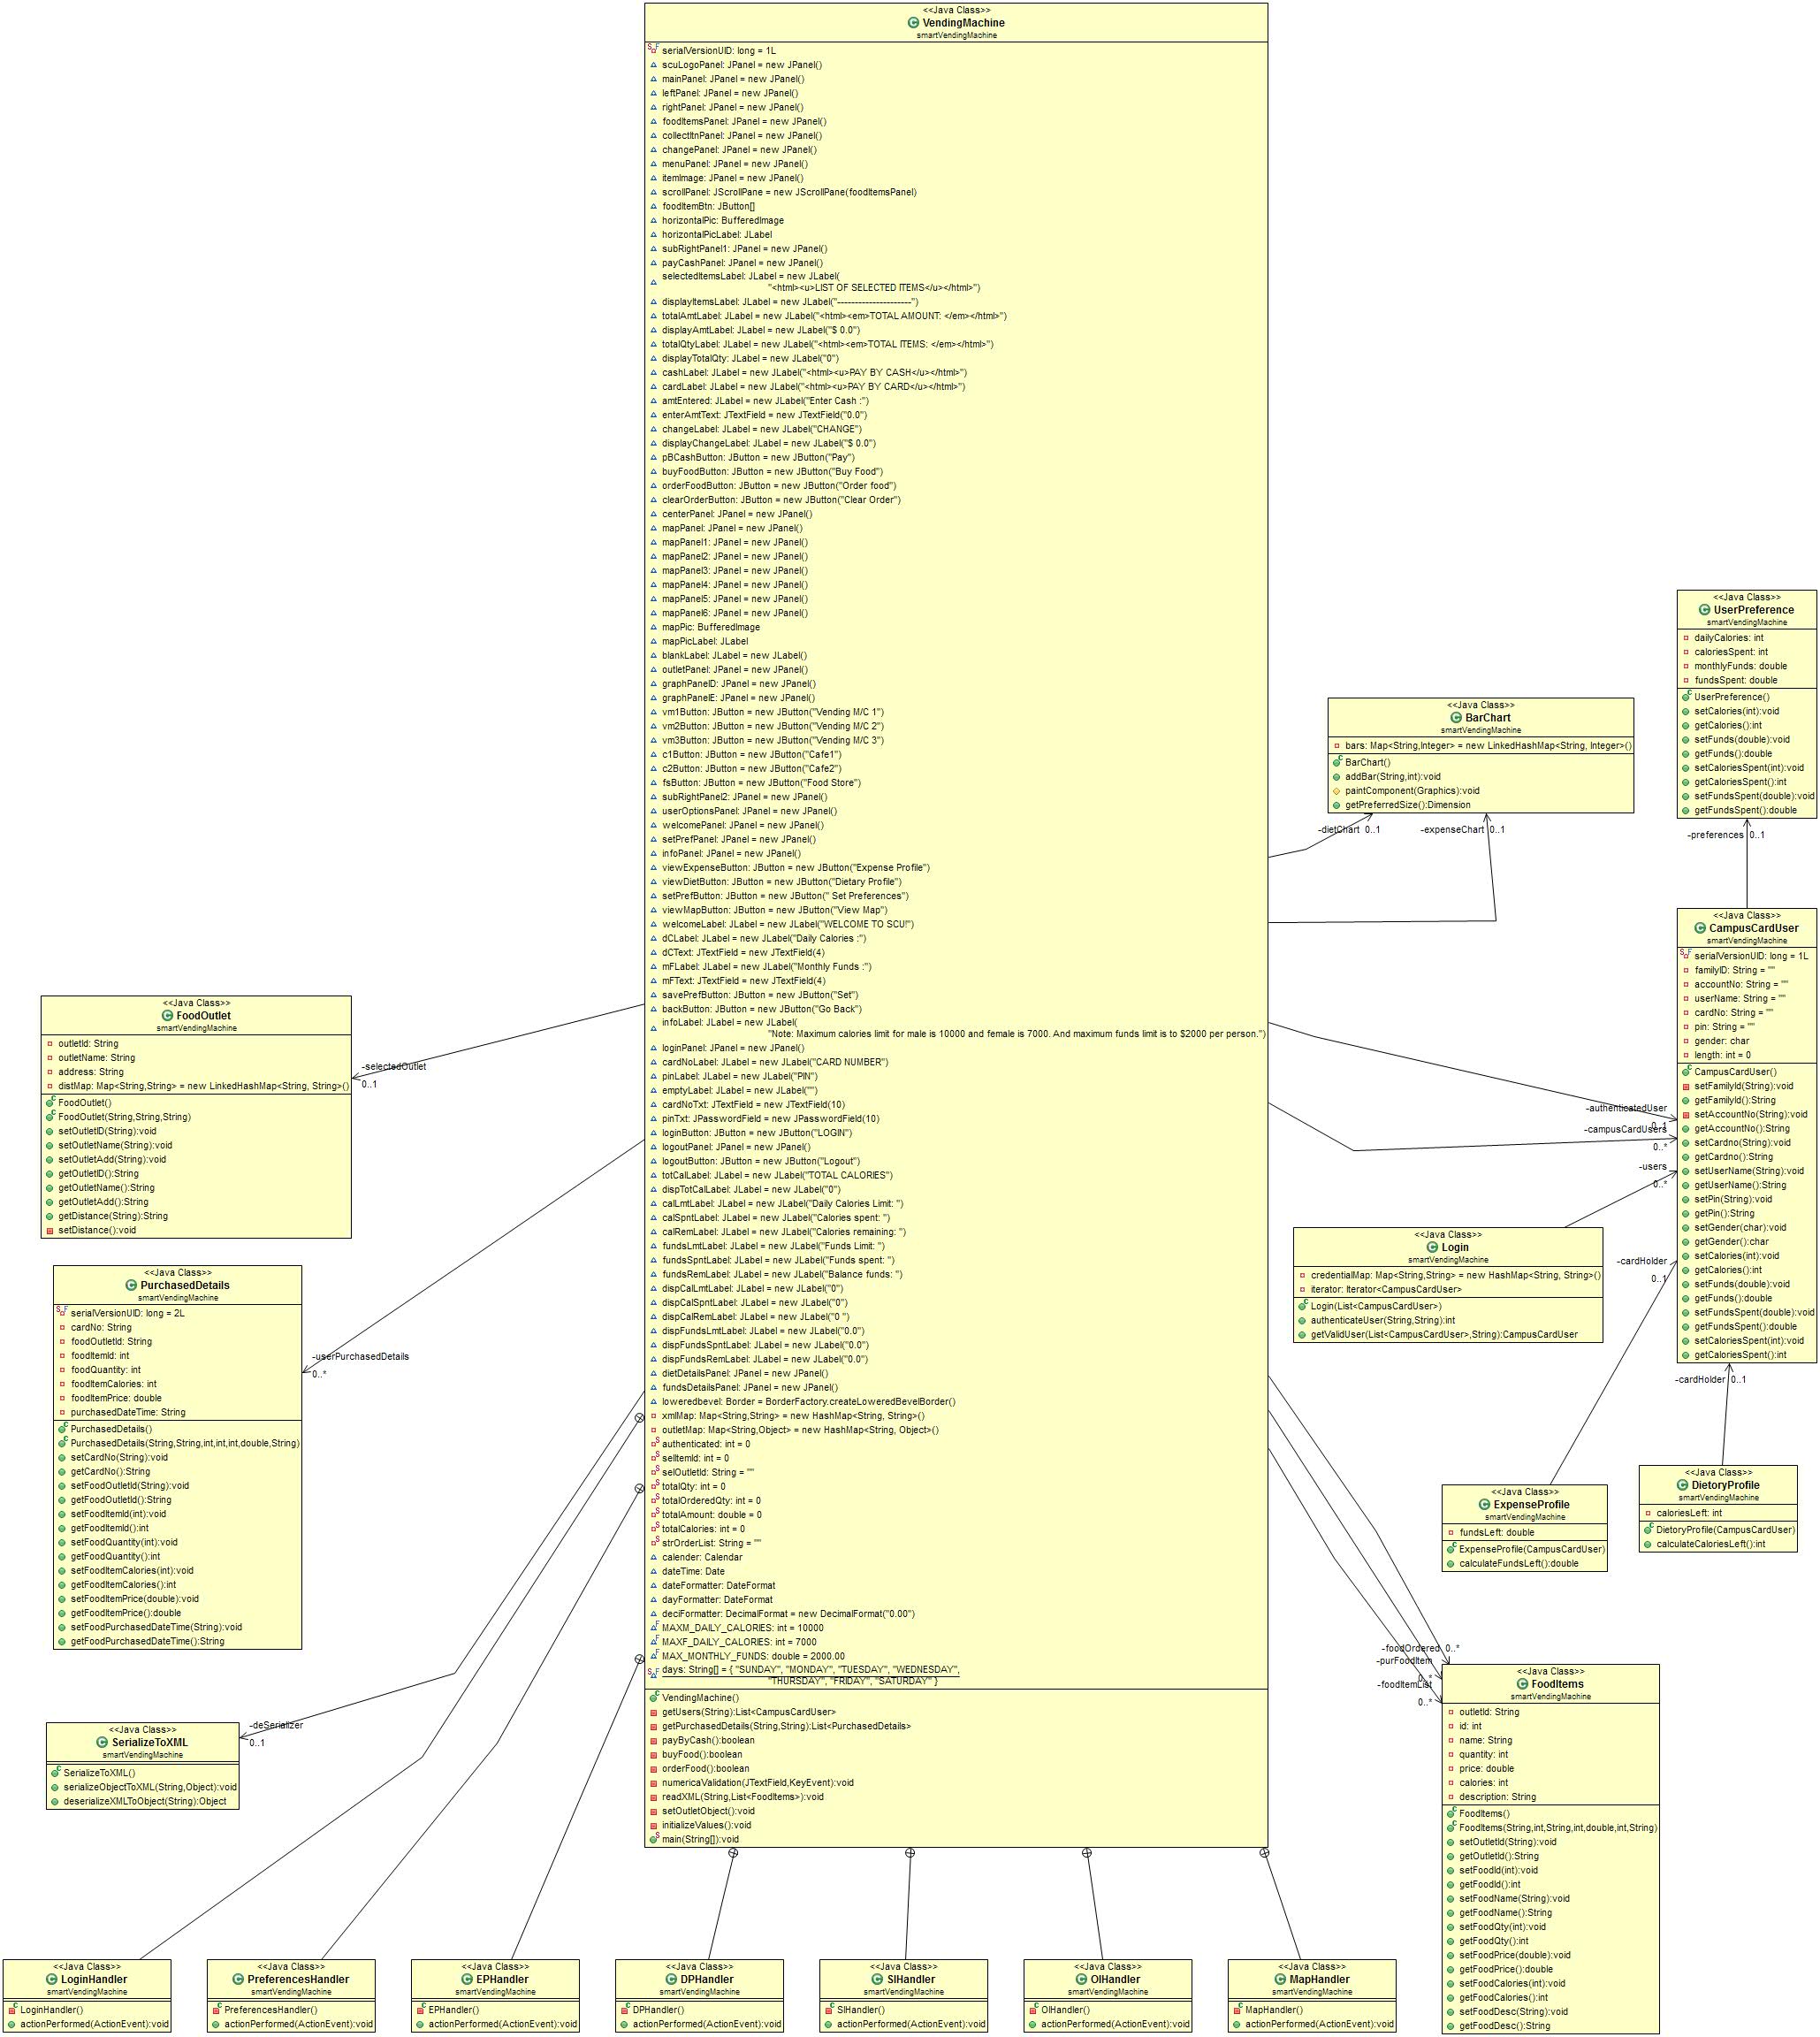 <<Java Class>>
VendingMachine
smartVendingMachine
serialVersionUID: long = 1L
scuLogoPanel: JPanel = new JPanel()
mainPanel: JPanel = new JPanel()
leftPanel: JPanel = new JPanel()
rightPanel: JPanel = new JPanel()
foodItemsPanel: JPanel = new JPanel()
collectItnPanel: JPanel = new JPanel()
changePanel: JPanel = new JPanel()
menuPanel: JPanel = new JPanel()
itemImage: JPanel = new JPanel()
scrollPanel: JScrollPane = new JScrollPane(foodItemsPanel)
foodItemBtn: JButton[]
horizontalPic: BufferedImage
horizontalPicLabel: JLabel
subRightPanel1: JPanel = new JPanel()
payCashPanel: JPanel = new JPanel()
selectedItemsLabel: JLabel = new JLabel(
"<html><u>LIST OF SELECTED ITEMS</u></html>")
displayItemsLabel: JLabel = new JLabel("----------------------")
totalAmtLabel: JLabel = new JLabel("<html><em>TOTAL AMOUNT: </em></html>")
displayAmtLabel: JLabel = new JLabel("$ 0.0")
totalQtyLabel: JLabel = new JLabel("<html><em>TOTAL ITEMS: </em></html>")
displayTotalQty: JLabel = new JLabel("0")
cashLabel: JLabel = new JLabel("<html><u>PAY BY CASH</u></html>")
cardLabel: JLabel = new JLabel("<html><u>PAY BY CARD</u></html>")
amtEntered: JLabel = new JLabel("Enter Cash :")
enterAmtText: JTextField = new JTextField("0.0")
changeLabel: JLabel = new JLabel("CHANGE")
displayChangeLabel: JLabel = new JLabel("$ 0.0")
pBCashButton: JButton = new JButton("Pay")
buyFoodButton: JButton = new JButton("Buy Food")
orderFoodButton: JButton = new JButton("Order food")
clearOrderButton: JButton = new JButton("Clear Order")
centerPanel: JPanel = new JPanel()
mapPanel: JPanel = new JPanel()
mapPanel1: JPanel = new JPanel()
mapPanel2: JPanel = new JPanel()
mapPanel3: JPanel = new JPanel()
mapPanel4: JPanel = new JPanel()
mapPanel5: JPanel = new JPanel()
mapPanel6: JPanel = new JPanel()
mapPic: BufferedImage
mapPicLabel: JLabel
blankLabel: JLabel = new JLabel()
outletPanel: JPanel = new JPanel()
graphPanelD: JPanel = new JPanel()
graphPanelE: JPanel = new JPanel()
vm1Button: JButton = new JButton("Vending M/C 1")
vm2Button: JButton = new JButton("Vending M/C 2")
vm3Button: JButton = new JButton("Vending M/C 3")
c1Button: JButton = new JButton("Cafe1")
c2Button: JButton = new JButton("Cafe2")
fsButton: JButton = new JButton("Food Store")
subRightPanel2: JPanel = new JPanel()
userOptionsPanel: JPanel = new JPanel()
welcomePanel: JPanel = new JPanel()
setPrefPanel: JPanel = new JPanel()
infoPanel: JPanel = new JPanel()
viewExpenseButton: JButton = new JButton("Expense Profile")
viewDietButton: JButton = new JButton("Dietary Profile")
setPrefButton: JButton = new JButton(" Set Preferences")
viewMapButton: JButton = new JButton("View Map")
welcomeLabel: JLabel = new JLabel("WELCOME TO SCU!")
dCLabel: JLabel = new JLabel("Daily Calories :")
dCText: JTextField = new JTextField(4)
mFLabel: JLabel = new JLabel("Monthly Funds :")
mFText: JTextField = new JTextField(4)
savePrefButton: JButton = new JButton("Set")
backButton: JButton = new JButton("Go Back")
infoLabel: JLabel = new JLabel(
"Note: Maximum calories limit for male is 10000 and female is 7000. And maximum funds limit is to $2000 per person.")
loginPanel: JPanel = new JPanel()
cardNoLabel: JLabel = new JLabel("CARD NUMBER")
pinLabel: JLabel = new JLabel("PIN")
emptyLabel: JLabel = new JLabel("")
cardNoTxt: JTextField = new JTextField(10)
pinTxt: JPasswordField = new JPasswordField(10)
loginButton: JButton = new JButton("LOGIN")
logoutPanel: JPanel = new JPanel()
logoutButton: JButton = new JButton("Logout")
totCalLabel: JLabel = new JLabel("TOTAL CALORIES")
dispTotCalLabel: JLabel = new JLabel("0")
calLmtLabel: JLabel = new JLabel("Daily Calories Limit: ")
calSpntLabel: JLabel = new JLabel("Calories spent: ")
calRemLabel: JLabel = new JLabel("Calories remaining: ")
fundsLmtLabel: JLabel = new JLabel("Funds Limit: ")
fundsSpntLabel: JLabel = new JLabel("Funds spent: ")
fundsRemLabel: JLabel = new JLabel("Balance funds: ")
dispCalLmtLabel: JLabel = new JLabel("0")
dispCalSpntLabel: JLabel = new JLabel("0")
dispCalRemLabel: JLabel = new JLabel("0 ")
dispFundsLmtLabel: JLabel = new JLabel("0.0")
dispFundsSpntLabel: JLabel = new JLabel("0.0")
dispFundsRemLabel: JLabel = new JLabel("0.0")
dietDetailsPanel: JPanel = new JPanel()
fundsDetailsPanel: JPanel = new JPanel()
loweredbevel: Border = BorderFactory.createLoweredBevelBorder()
xmlMap: Map<String,String> = new HashMap<String, String>()
outletMap: Map<String,Object> = new HashMap<String, Object>()
authenticated: int = 0
selItemId: int = 0
selOutletId: String = ""
totalQty: int = 0
totalOrderedQty: int = 0
totalAmount: double = 0
totalCalories: int = 0
strOrderList: String = ""
calender: Calendar
dateTime: Date
dateFormatter: DateFormat
dayFormatter: DateFormat
deciFormatter: DecimalFormat = new DecimalFormat("0.00")
MAXM_DAILY_CALORIES: int = 10000
MAXF_DAILY_CALORIES: int = 7000
MAX_MONTHLY_FUNDS: double = 2000.00
days: String[] = { "SUNDAY", "MONDAY", "TUESDAY", "WEDNESDAY",
"THURSDAY", "FRIDAY", "SATURDAY" }
VendingMachine()
getUsers(String):List<CampusCardUser>
getPurchasedDetails(String,String):List<PurchasedDetails>
payByCash():boolean
buyFood():boolean
orderFood():boolean
numericaValidation(JTextField,KeyEvent):void
readXML(String,List<FoodItems>):void
setOutletObject():void
initializeValues():void
main(String[]):void
<<Java Class>>
UserPreference
smartVendingMachine
dailyCalories: int
caloriesSpent: int
monthlyFunds: double
fundsSpent: double
UserPreference()
setCalories(int):void
getCalories():int
setFunds(double):void
getFunds():double
setCaloriesSpent(int):void
getCaloriesSpent():int
setFundsSpent(double):void
getFundsSpent():double
-preferences 0..1
<<Java Class>>
BarChart
smartVendingMachine
bars: Map<String,Integer> = new LinkedHashMap<String, Integer>()
BarChart()
addBar(String,int):void
paintComponent(Graphics):void
getPreferredSize():Dimension
-dietChart 0..1
-expenseChart 0..1
<<Java Class>>
CampusCardUser
smartVendingMachine
serialVersionUID: long = 1L
familyID: String = ""
accountNo: String = ""
userName: String = ""
cardNo: String = ""
pin: String = ""
gender: char
length: int = 0
CampusCardUser()
setFamilyId(String):void
getFamilyId():String
setAccountNo(String):void
getAccountNo():String
setCardno(String):void
getCardno():String
setUserName(String):void
getUserName():String
setPin(String):void
getPin():String
setGender(char):void
getGender():char
setCalories(int):void
getCalories():int
setFunds(double):void
getFunds():double
setFundsSpent(double):void
getFundsSpent():double
setCaloriesSpent(int):void
getCaloriesSpent():int
-authenticatedUser
0..1
-campusCardUsers
0..*
-users
0..*
-cardHolder
0..1
-cardHolder 0..1
<<Java Class>>
FoodOutlet
smartVendingMachine
outletId: String
outletName: String
address: String
distMap: Map<String,String> = new LinkedHashMap<String, String>()
FoodOutlet()
FoodOutlet(String,String,String)
setOutletID(String):void
setOutletName(String):void
setOutletAdd(String):void
getOutletID():String
getOutletName():String
getOutletAdd():String
getDistance(String):String
setDistance():void
-selectedOutlet
0..1
<<Java Class>>
Login
smartVendingMachine
credentialMap: Map<String,String> = new HashMap<String, String>()
iterator: Iterator<CampusCardUser>
Login(List<CampusCardUser>)
authenticateUser(String,String):int
getValidUser(List<CampusCardUser>,String):CampusCardUser
<<Java Class>>
PurchasedDetails
smartVendingMachine
serialVersionUID: long = 2L
cardNo: String
foodOutletId: String
foodItemId: int
foodQuantity: int
foodItemCalories: int
foodItemPrice: double
purchasedDateTime: String
PurchasedDetails()
PurchasedDetails(String,String,int,int,int,double,String)
setCardNo(String):void
getCardNo():String
setFoodOutletId(String):void
getFoodOutletId():String
setFoodItemId(int):void
getFoodItemId():int
setFoodQuantity(int):void
getFoodQuantity():int
setFoodItemCalories(int):void
getFoodItemCalories():int
setFoodItemPrice(double):void
getFoodItemPrice():double
setFoodPurchasedDateTime(String):void
getFoodPurchasedDateTime():String
-userPurchasedDetails
0..*
<<Java Class>>
ExpenseProfile
smartVendingMachine
fundsLeft: double
ExpenseProfile(CampusCardUser)
calculateFundsLeft():double
<<Java Class>>
DietoryProfile
smartVendingMachine
caloriesLeft: int
DietoryProfile(CampusCardUser)
calculateCaloriesLeft():int
<<Java Class>>
SerializeToXML
smartVendingMachine
SerializeToXML()
serializeObjectToXML(String,Object):void
deserializeXMLToObject(String):Object
-deSerializer
0..1
-foodOrdered 0..*
-purFoodItem
0..*
-foodItemList
0..*
<<Java Class>>
FoodItems
smartVendingMachine
outletId: String
id: int
name: String
quantity: int
price: double
calories: int
description: String
FoodItems()
FoodItems(String,int,String,int,double,int,String)
setOutletId(String):void
getOutletId():String
setFoodId(int):void
getFoodId():int
setFoodName(String):void
getFoodName():String
setFoodQty(int):void
getFoodQty():int
setFoodPrice(double):void
getFoodPrice():double
setFoodCalories(int):void
getFoodCalories():int
setFoodDesc(String):void
getFoodDesc():String
<<Java Class>>
LoginHandler
smartVendingMachine
LoginHandler()
actionPerformed(ActionEvent):void
<<Java Class>>
PreferencesHandler
smartVendingMachine
PreferencesHandler()
actionPerformed(ActionEvent):void
<<Java Class>>
EPHandler
smartVendingMachine
EPHandler()
actionPerformed(ActionEvent):void
<<Java Class>>
DPHandler
smartVendingMachine
DPHandler()
actionPerformed(ActionEvent):void
<<Java Class>>
SIHandler
smartVendingMachine
SIHandler()
actionPerformed(ActionEvent):void
<<Java Class>>
OIHandler
smartVendingMachine
OIHandler()
actionPerformed(ActionEvent):void
<<Java Class>>
MapHandler
smartVendingMachine
MapHandler()
actionPerformed(ActionEvent):void